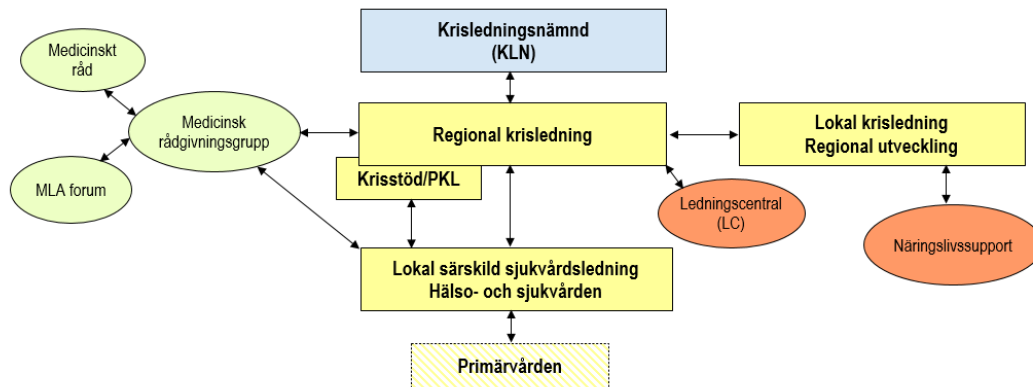 Krisledningsnämnd
(KLN)
Medicinskt
råd
Medicinsk
rådgivningsgrupp
MLA forum
Regional krisledning
Krisstöd/PKL
Lokal krisledning
Regional utveckling
Ledningscentral
(LC)
Näringslivssupport
Lokal särskild sjukvårdsledning
Hälso- och sjukvården
Primärvården